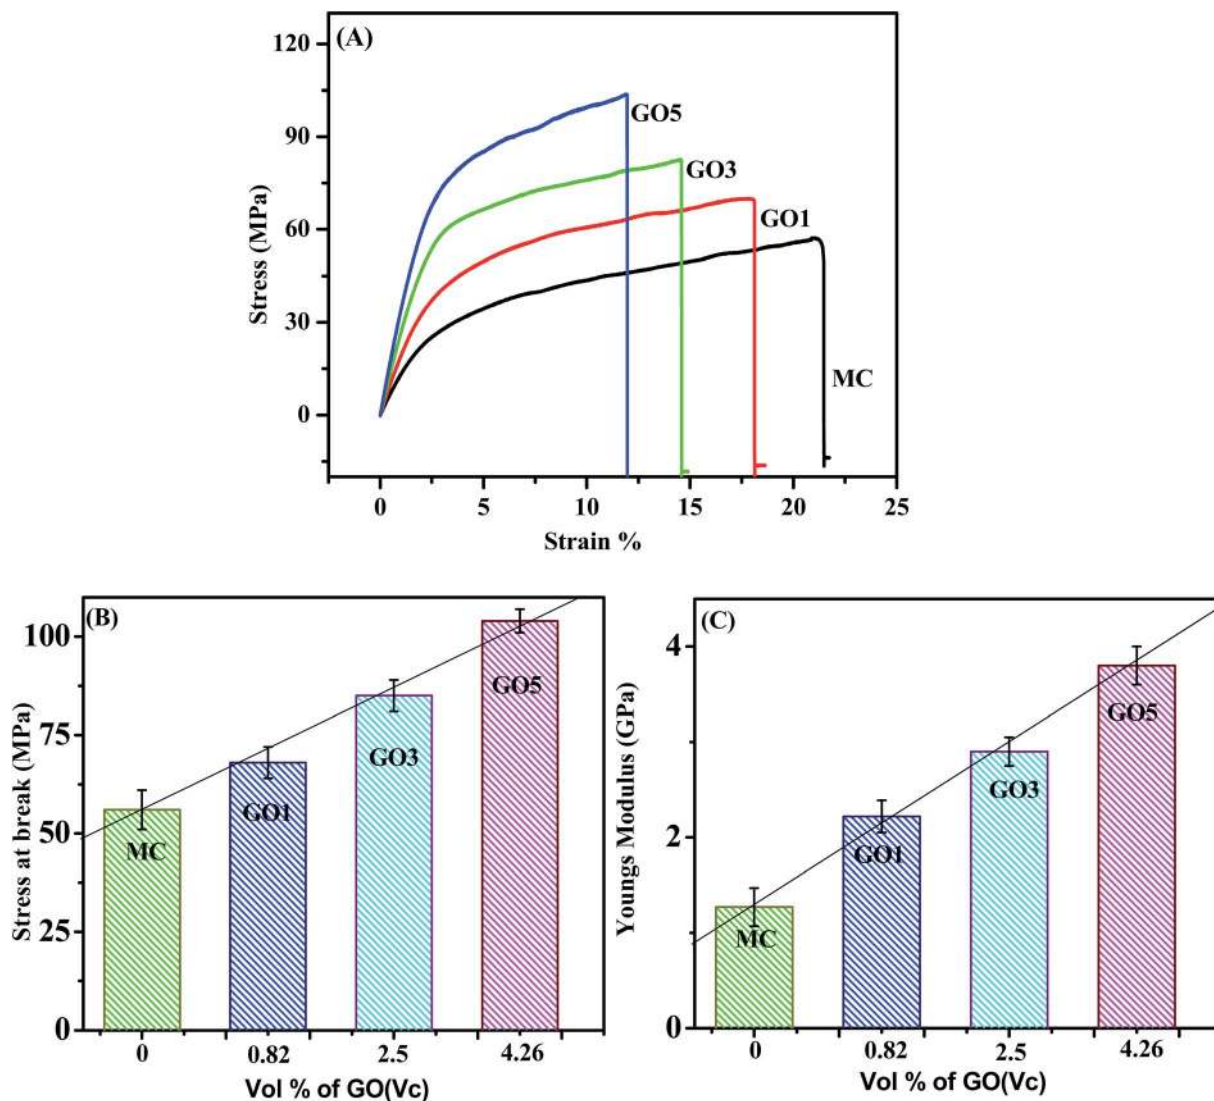 (A)
120
90
60
30
0
Stress (MPa)
GO5
GO3
GO1
MC
0 5 10 15 20 25
Strain %
(B)
100
75
50
25
0
Stress at break (MPa)
MC
GO1
GO3
GO5
0 0.82 2.5 4.26
Vol % of GO(Vc)
(C)
4
2
0
Youngs Modulus (GPa)
MC
GO1
GO3
GO5
0 0.82 2.5 4.26
Vol % of GO(Vc)